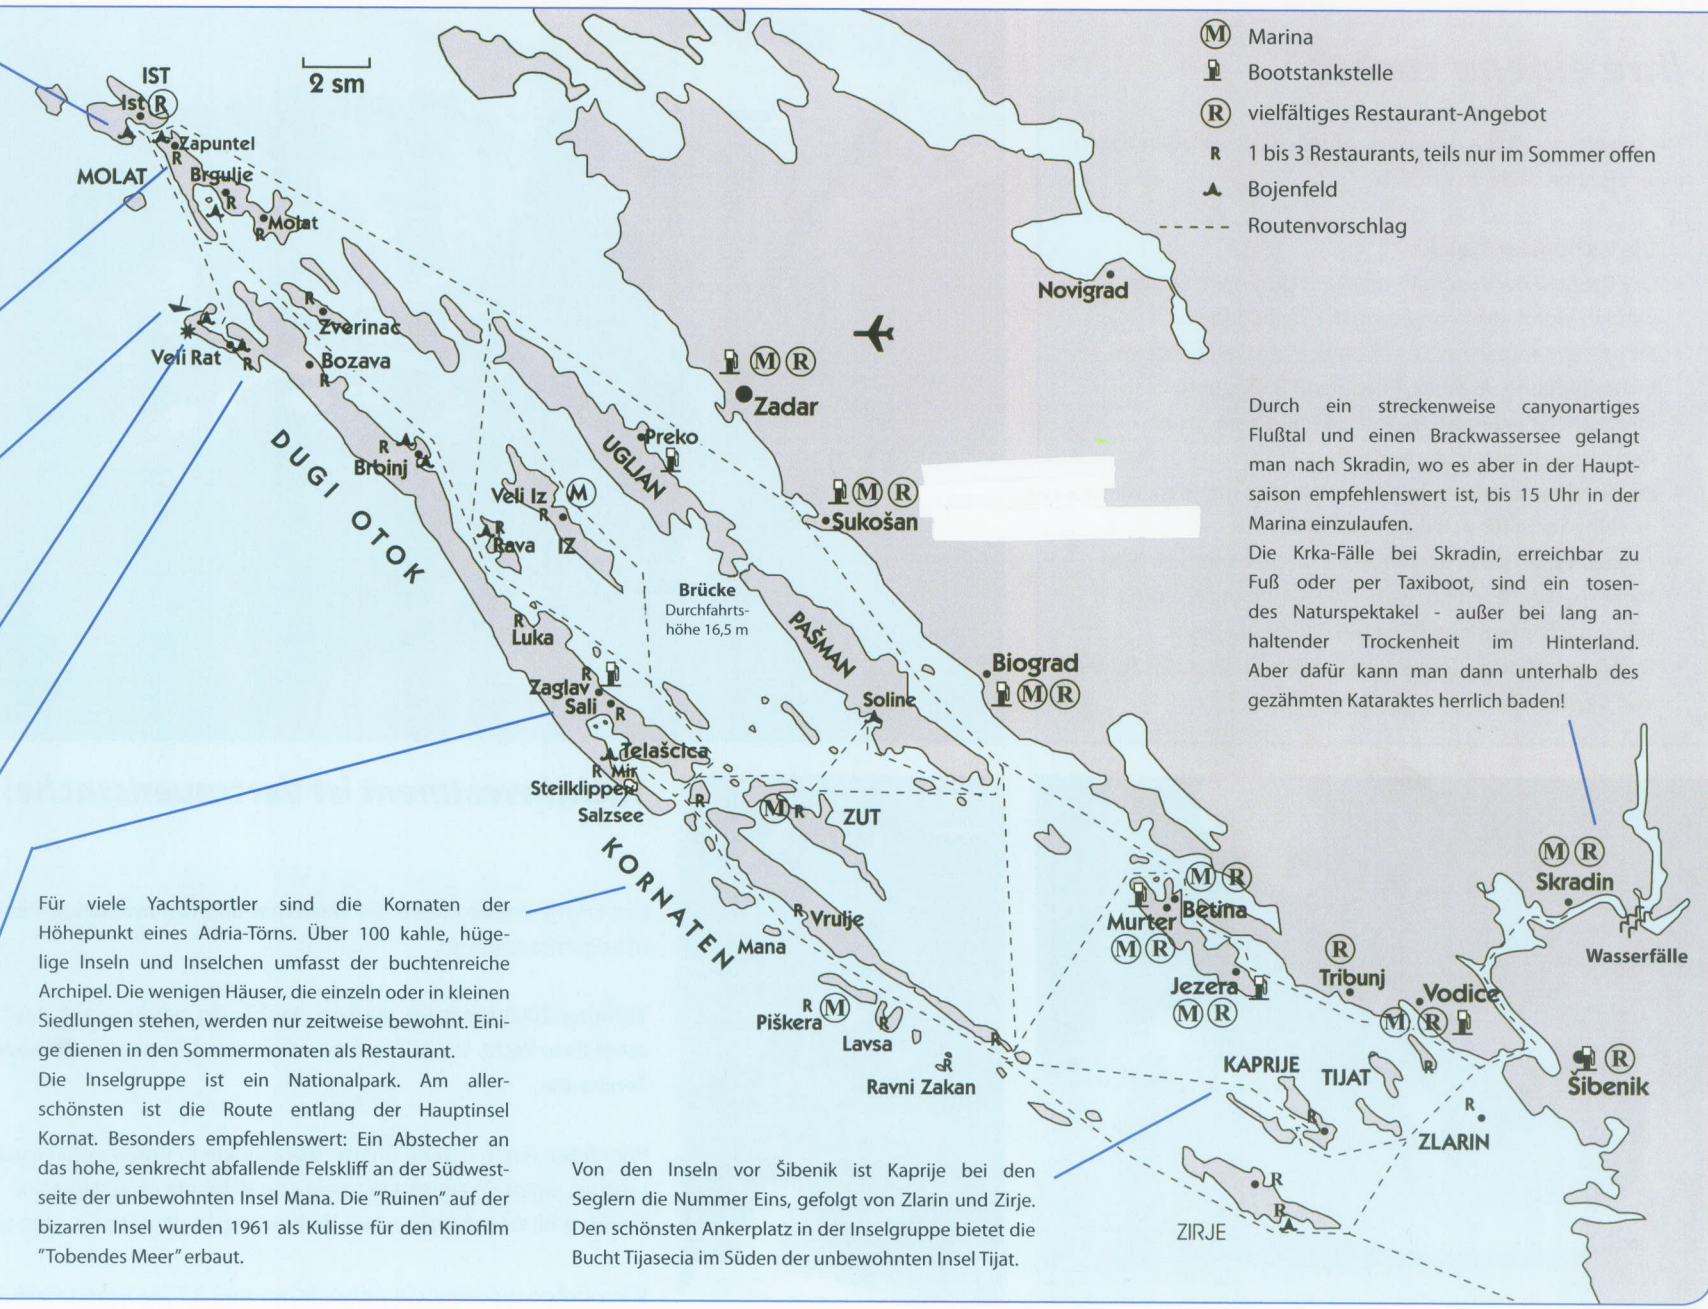 M Marina
Bootstankstelle
R vielfältiges Restaurant-Angebot
R 1 bis 3 Restaurants, teils nur im Sommer offen
Bojenfeld
Routenvorschlag
2 sm
IST
Ist R
Zapuntel
R
MOLAT
Brgulje
R
Molat
R
Novigrad
R
Zverinac
Veli Rat
R
Bozava
R
M R
Zadar
DUGI OTOK
R
Brbinj
UGLJAN
Preko
Veli Iz M
R
R
Rava
IZ
M R
Sukošan
Brücke
Durchfahrts-
höhe 16,5 m
PAŠMAN
R
Luka
R
Zaglav
Sali
R
Soline
Biograd
M R
Telašcica
R Mir
Steilklippen
Salzsee
R
M R
ZUT
KORNATEN
R
Vrulje
Mana
R M
Piškera
R
Lavsa
R
Ravni Zakan
R
M R
Betina
Murter
M R
Jezera
M R
R
Tribunj
Vodice
M R
M R
Skradin
Wasserfälle
R
Šibenik
KAPRIJE
R
TIJAT
R
R
ZLARIN
R
R
ZIRJE
Durch ein streckenweise canyonartiges
Flußtal und einen Brackwassersee gelangt
man nach Skradin, wo es aber in der Haupt-
saison empfehlenswert ist, bis 15 Uhr in der
Marina einzulaufen.
Die Krka-Fälle bei Skradin, erreichbar zu
Fuß oder per Taxiboot, sind ein tosen-
des Naturspektakel - außer bei lang an-
haltender Trockenheit im Hinterland.
Aber dafür kann man dann unterhalb des
gezähmten Kataraktes herrlich baden!
Für viele Yachtsportler sind die Kornaten der
Höhepunkt eines Adria-Törns. Über 100 kahle, hüge-
lige Inseln und Inselchen umfasst der buchtenreiche
Archipel. Die wenigen Häuser, die einzeln oder in kleinen
Siedlungen stehen, werden nur zeitweise bewohnt. Eini-
ge dienen in den Sommermonaten als Restaurant.
Die Inselgruppe ist ein Nationalpark. Am aller-
schönsten ist die Route entlang der Hauptinsel
Kornat. Besonders empfehlenswert: Ein Abstecher an
das hohe, senkrecht abfallende Felskliff an der Südwest-
seite der unbewohnten Insel Mana. Die "Ruinen" auf der
bizarren Insel wurden 1961 als Kulisse für den Kinofilm
"Tobendes Meer" erbaut.
Von den Inseln vor Šibenik ist Kaprije bei den
Seglern die Nummer Eins, gefolgt von Zlarin und Zirje.
Den schönsten Ankerplatz in der Inselgruppe bietet die
Bucht Tijasecia im Süden der unbewohnten Insel Tijat.